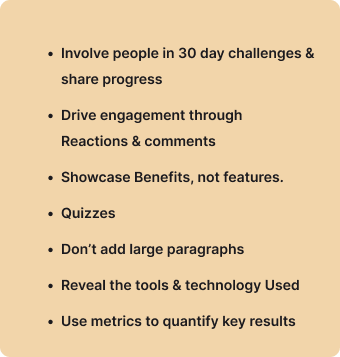 • Involve people in 30 day challenges &
share progress
• Drive engagement through
Reactions & comments
• Showcase Benefits, not features.
• Quizzes
• Don’t add large paragraphs
• Reveal the tools & technology Used
• Use metrics to quantify key results